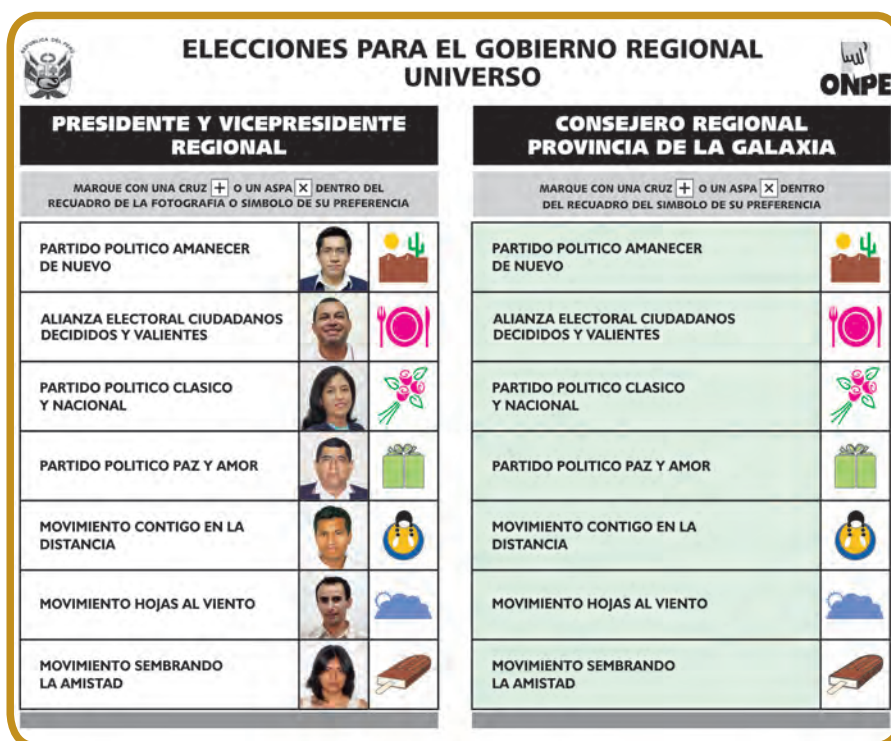 REPUBLICA DEL PERU
ELECCIONES PARA EL GOBIERNO REGIONAL
UNIVERSO
ONPE
PRESIDENTE Y VICEPRESIDENTE
REGIONAL
MARQUE CON UNA CRUZ + O UN ASPA X DENTRO DEL
RECUADRO DE LA FOTOGRAFIA O SIMBOLO DE SU PREFERENCIA
PARTIDO POLITICO AMANECER
DE NUEVO
ALIANZA ELECTORAL CIUDADANOS
DECIDIDOS Y VALIENTES
PARTIDO POLITICO CLASICO
Y NACIONAL
PARTIDO POLITICO PAZ Y AMOR
MOVIMIENTO CONTIGO EN LA
DISTANCIA
MOVIMIENTO HOJAS AL VIENTO
MOVIMIENTO SEMBRANDO
LA AMISTAD
CONSEJERO REGIONAL
PROVINCIA DE LA GALAXIA
MARQUE CON UNA CRUZ + O UN ASPA X DENTRO
DEL RECUADRO DEL SIMBOLO DE SU PREFERENCIA
PARTIDO POLITICO AMANECER
DE NUEVO
ALIANZA ELECTORAL CIUDADANOS
DECIDIDOS Y VALIENTES
PARTIDO POLITICO CLASICO
Y NACIONAL
PARTIDO POLITICO PAZ Y AMOR
MOVIMIENTO CONTIGO EN LA
DISTANCIA
MOVIMIENTO HOJAS AL VIENTO
MOVIMIENTO SEMBRANDO
LA AMISTAD